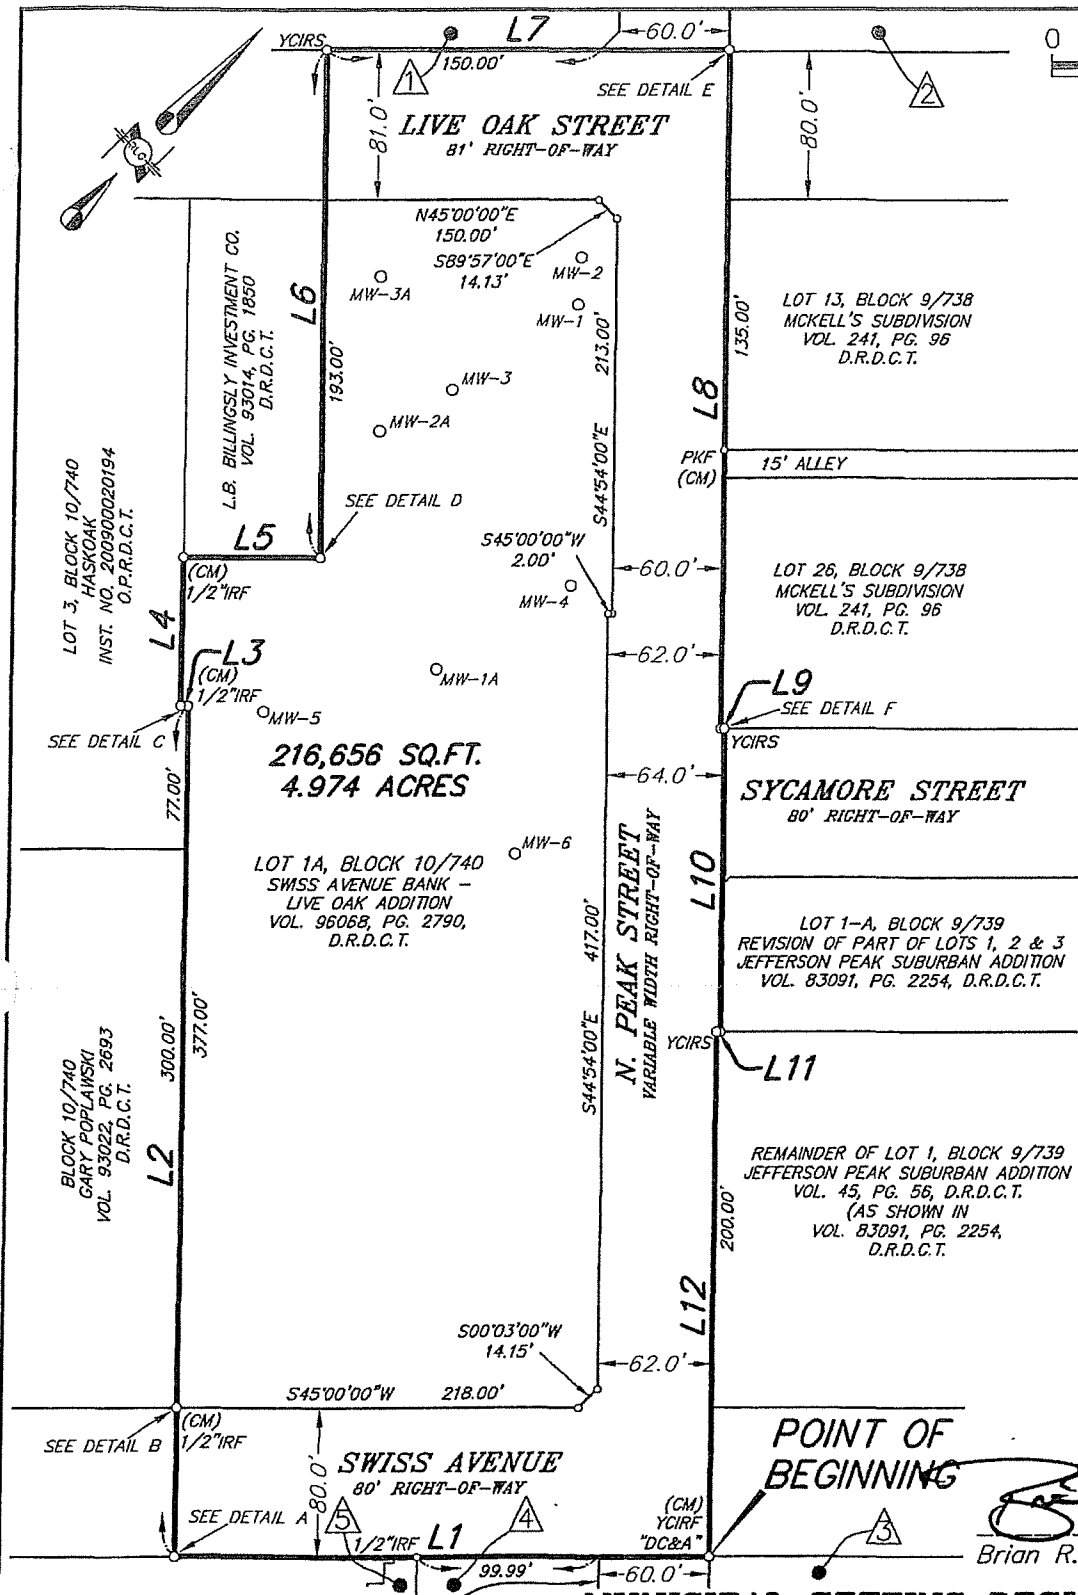 L7
60.0'
0
YCIRS
150.00'
1
SEE DETAIL E
2
81.0'
LIVE OAK STREET
81' RIGHT-OF-WAY
80.0'
N45°00'00"E
150.00'
S89°57'00"E
14.13'
MW-2
MW-3A
MW-1
L.B. BILLINGSLY INVESTMENT CO.
VOL. 93014, PG. 1850
D.R.D.C.T.
L6
193.00'
213.00'
S44°54'00"E
135.00'
LOT 13, BLOCK 9/738
MCKELL'S SUBDIVISION
VOL. 241, PG. 96
D.R.D.C.T.
MW-3
L8
MW-2A
PKF
(CM)
15' ALLEY
LOT 3, BLOCK 10/740
HASKOAK
INST. NO. 200900020194
O.P.R.D.C.T.
SEE DETAIL D
L5
S45°00'00"W
2.00'
(CM)
1/2"IRF
60.0'
LOT 26, BLOCK 9/738
MCKELL'S SUBDIVISION
VOL. 241, PG. 96
D.R.D.C.T.
MW-4
L4
L3
62.0'
(CM)
1/2"IRF
MW-1A
L9
SEE DETAIL F
MW-5
SEE DETAIL C
YCIRS
216,656 SQ.FT.
4.974 ACRES
77.00'
64.0'
SYCAMORE STREET
80' RIGHT-OF-WAY
MW-6
LOT 1A, BLOCK 10/740
SWISS AVENUE BANK -
LIVE OAK ADDITION
VOL. 96068, PG. 2790,
D.R.D.C.T.
N. PEAK STREET
VARIABLE WIDTH RIGHT-OF-WAY
L10
417.00'
S44°54'00"E
LOT 1-A, BLOCK 9/739
REVISION OF PART OF LOTS 1, 2 & 3
JEFFERSON PEAK SUBURBAN ADDITION
VOL. 83091, PG. 2254, D.R.D.C.T.
YCIRS
L11
BLOCK 10/740
GARY POPLAWSKI
VOL. 93022, PG. 2693
D.R.D.C.T.
L2
300.00'
377.00'
REMAINDER OF LOT 1, BLOCK 9/739
JEFFERSON PEAK SUBURBAN ADDITION
VOL. 45, PG. 56, D.R.D.C.T.
(AS SHOWN IN
VOL. 83091, PG. 2254,
D.R.D.C.T.
200.00'
L12
S00°03'00"W
14.15'
62.0'
S45°00'00"W 218.00'
(CM)
1/2"IRF
SEE DETAIL B
SWISS AVENUE
80' RIGHT-OF-WAY
80.0'
POINT OF
BEGINNING
SEE DETAIL A
5
4
(CM)
YCIRF
"DC&A"
3
1/2"IRF
L1
99.99'
60.0'
Brian R.